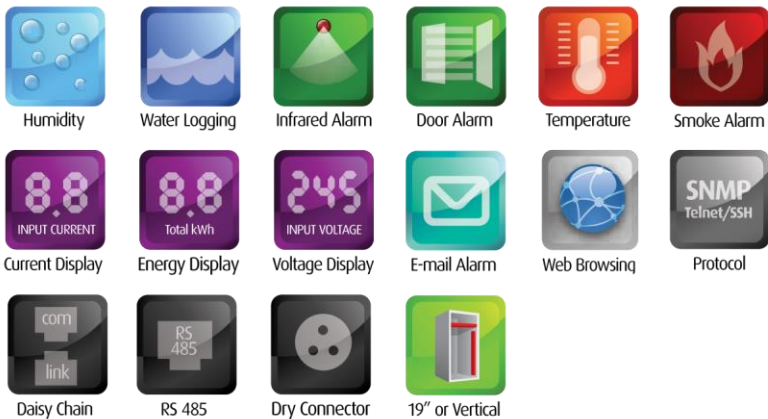 Humidity
Water Logging
Infrared Alarm
Door Alarm
Temperature
Smoke Alarm
8.8
INPUT CURRENT
8.8
Total kWh
245
INPUT VOLTAGE
SNMP
Telnet/SSH
Current Display
Energy Display
Voltage Display
E-mail Alarm
Web Browsing
Protocol
com
link
RS
485
Daisy Chain
RS 485
Dry Connector
19″ or Vertical